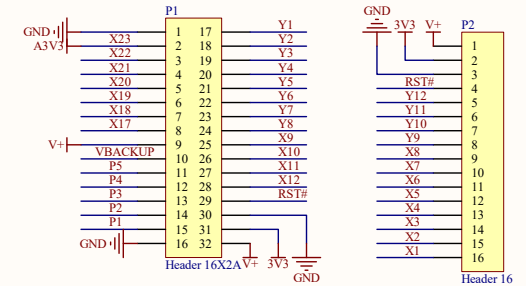 P1
GND 1 17 Y1
A3V3 X23 2 18 Y2
X22 3 19 Y3
X21 4 20 Y4
X20 5 21 Y5
X19 6 22 Y6
X18 7 23 Y7
X17 8 24 Y8
V+ 9 25 X9
VBACKUP 10 26 X10
P5 11 27 X11
P4 12 28 X12
P3 13 29 RST#
P2 14 30
P1 15 31
GND 16 32
Header 16X2A V+ 3V3 GND
GND 3V3 V+ P2
1
2
3
RST# 4
Y12 5
Y11 6
Y10 7
Y9 8
X8 9
X7 10
X6 11
X5 12
X4 13
X3 14
X2 15
X1 16
Header 16